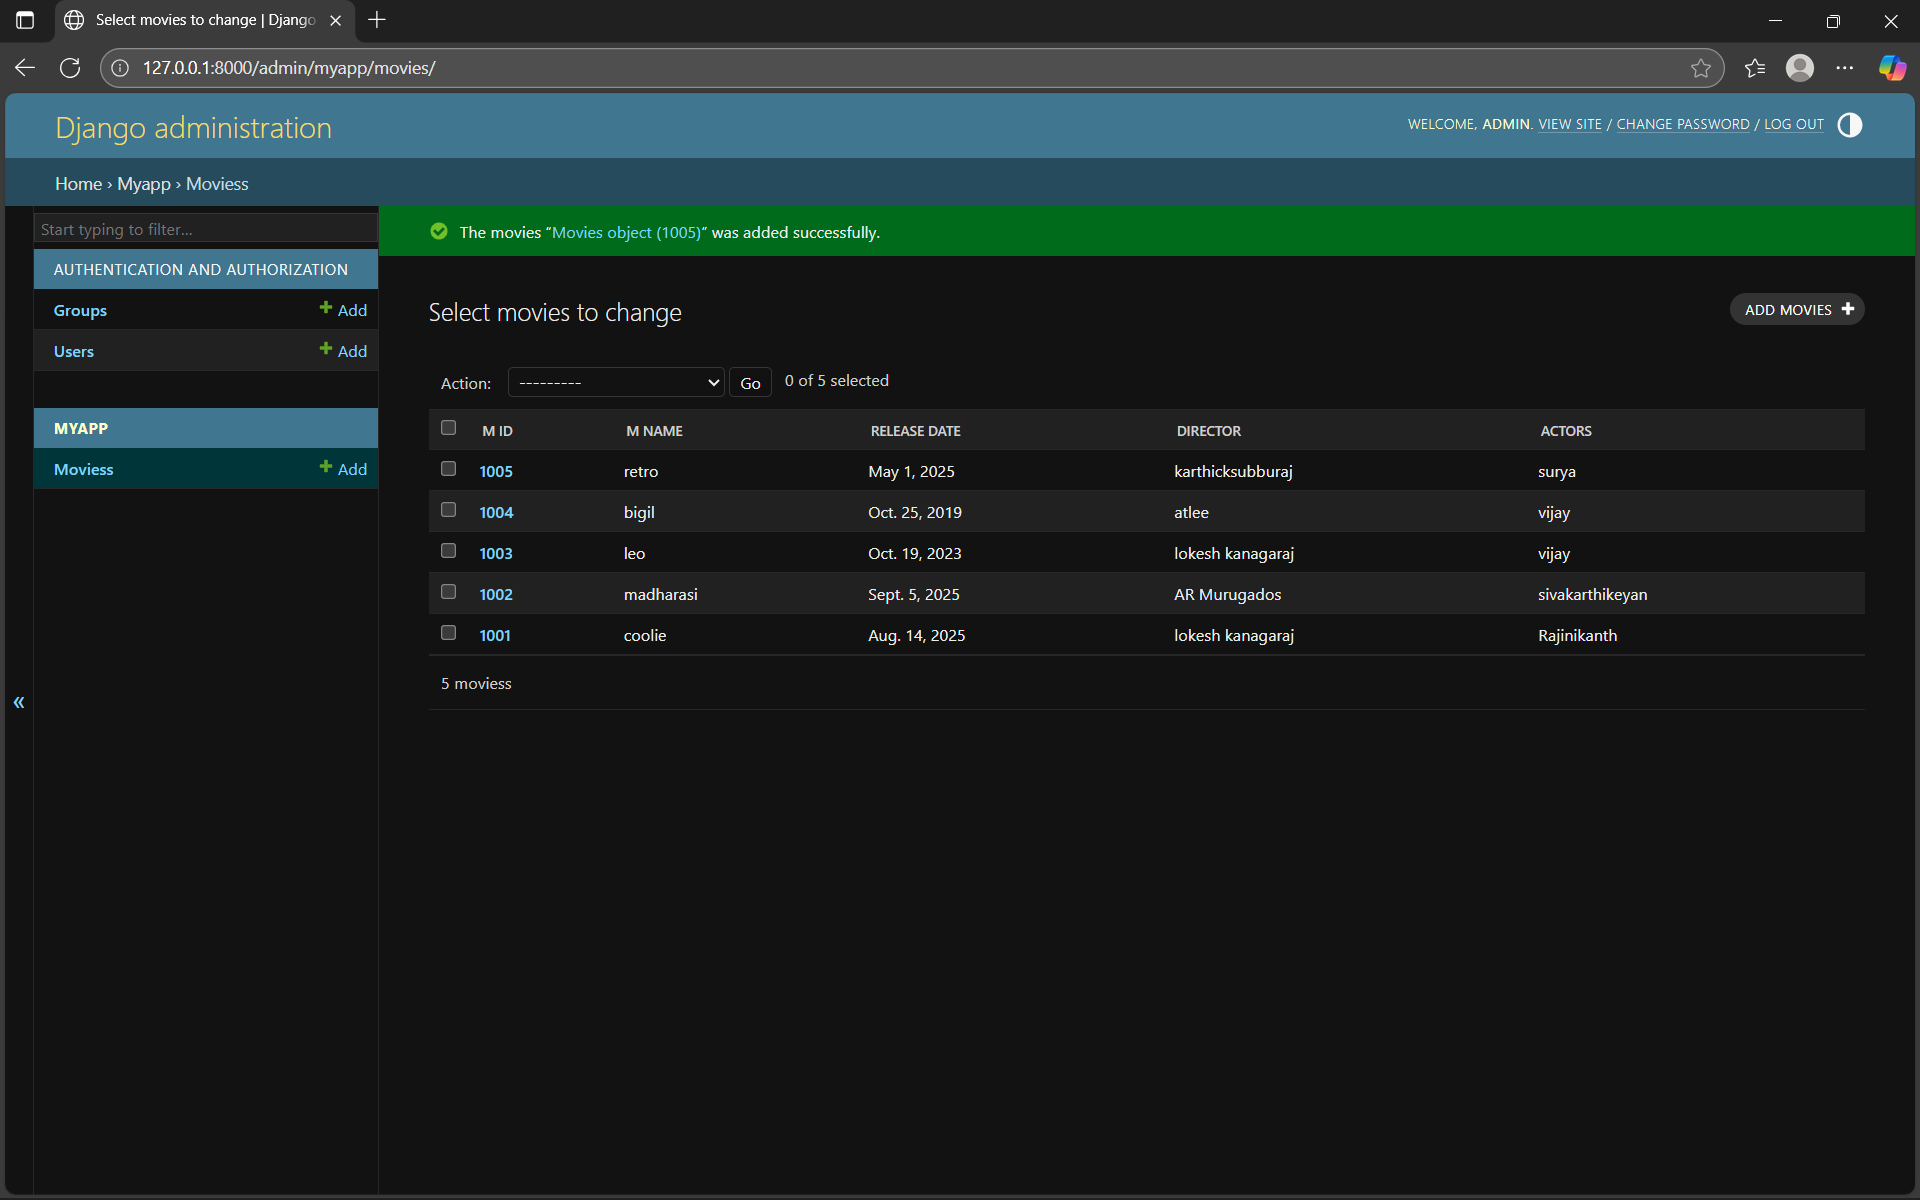 Select movies to change | Django
127.0.0.1:8000/admin/myapp/movies/
Django administration
WELCOME, ADMIN. VIEW SITE / CHANGE PASSWORD / LOG OUT
Home › Myapp › Moviess
Start typing to filter...
AUTHENTICATION AND AUTHORIZATION
Groups Add
Users Add
MYAPP
Moviess Add
The movies “Movies object (1005)” was added successfully.
Select movies to change
ADD MOVIES
Action: --------- Go 0 of 5 selected
M ID M NAME RELEASE DATE DIRECTOR ACTORS
1005 retro May 1, 2025 karthicksubburaj surya
1004 bigil Oct. 25, 2019 atlee vijay
1003 leo Oct. 19, 2023 lokesh kanagaraj vijay
1002 madharasi Sept. 5, 2025 AR Murugados sivakarthikeyan
1001 coolie Aug. 14, 2025 lokesh kanagaraj Rajinikanth
5 moviess
«